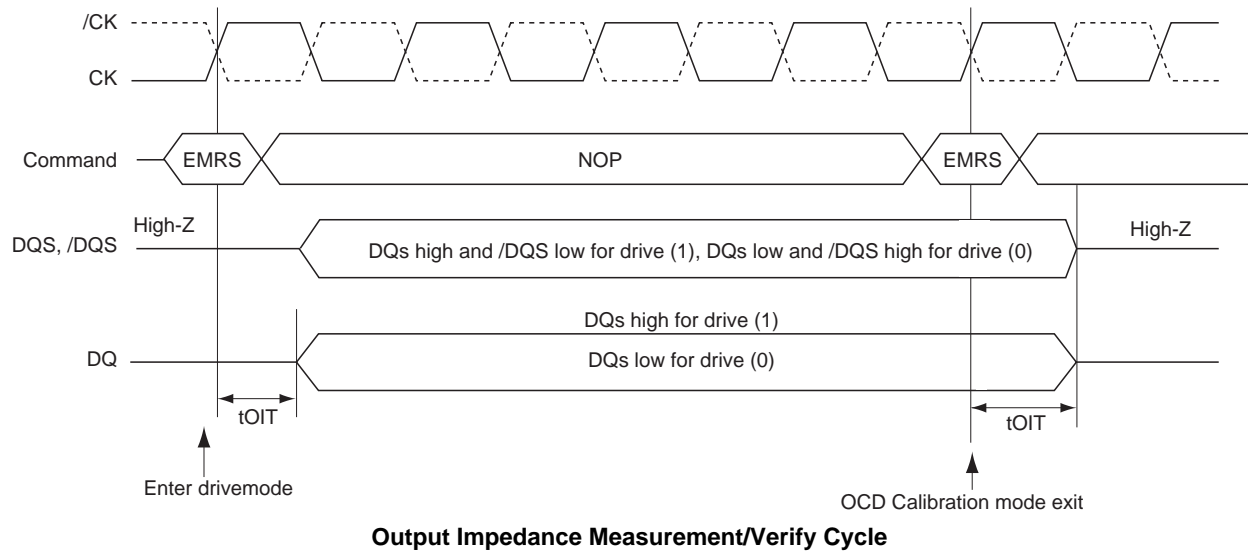 /CK
CK
Command
EMRS
NOP
EMRS
High-Z
High-Z
DQS, /DQS
DQs high and /DQS low for drive (1), DQs low and /DQS high for drive (0)
DQs high for drive (1)
DQ
DQs low for drive (0)
tOIT
tOIT
Enter drivemode
OCD Calibration mode exit
Output Impedance Measurement/Verify Cycle